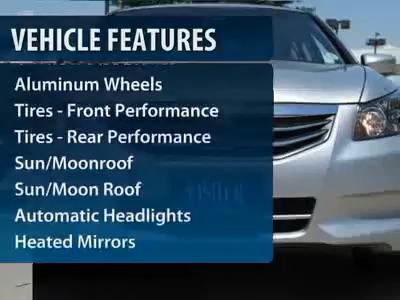 VEHICLE FEATURES
Aluminum Wheels
Tires - Front Performance
Tires - Rear Performance
Sun/Moonroof
Sun/Moon Roof
Automatic Headlights
Heated Mirrors